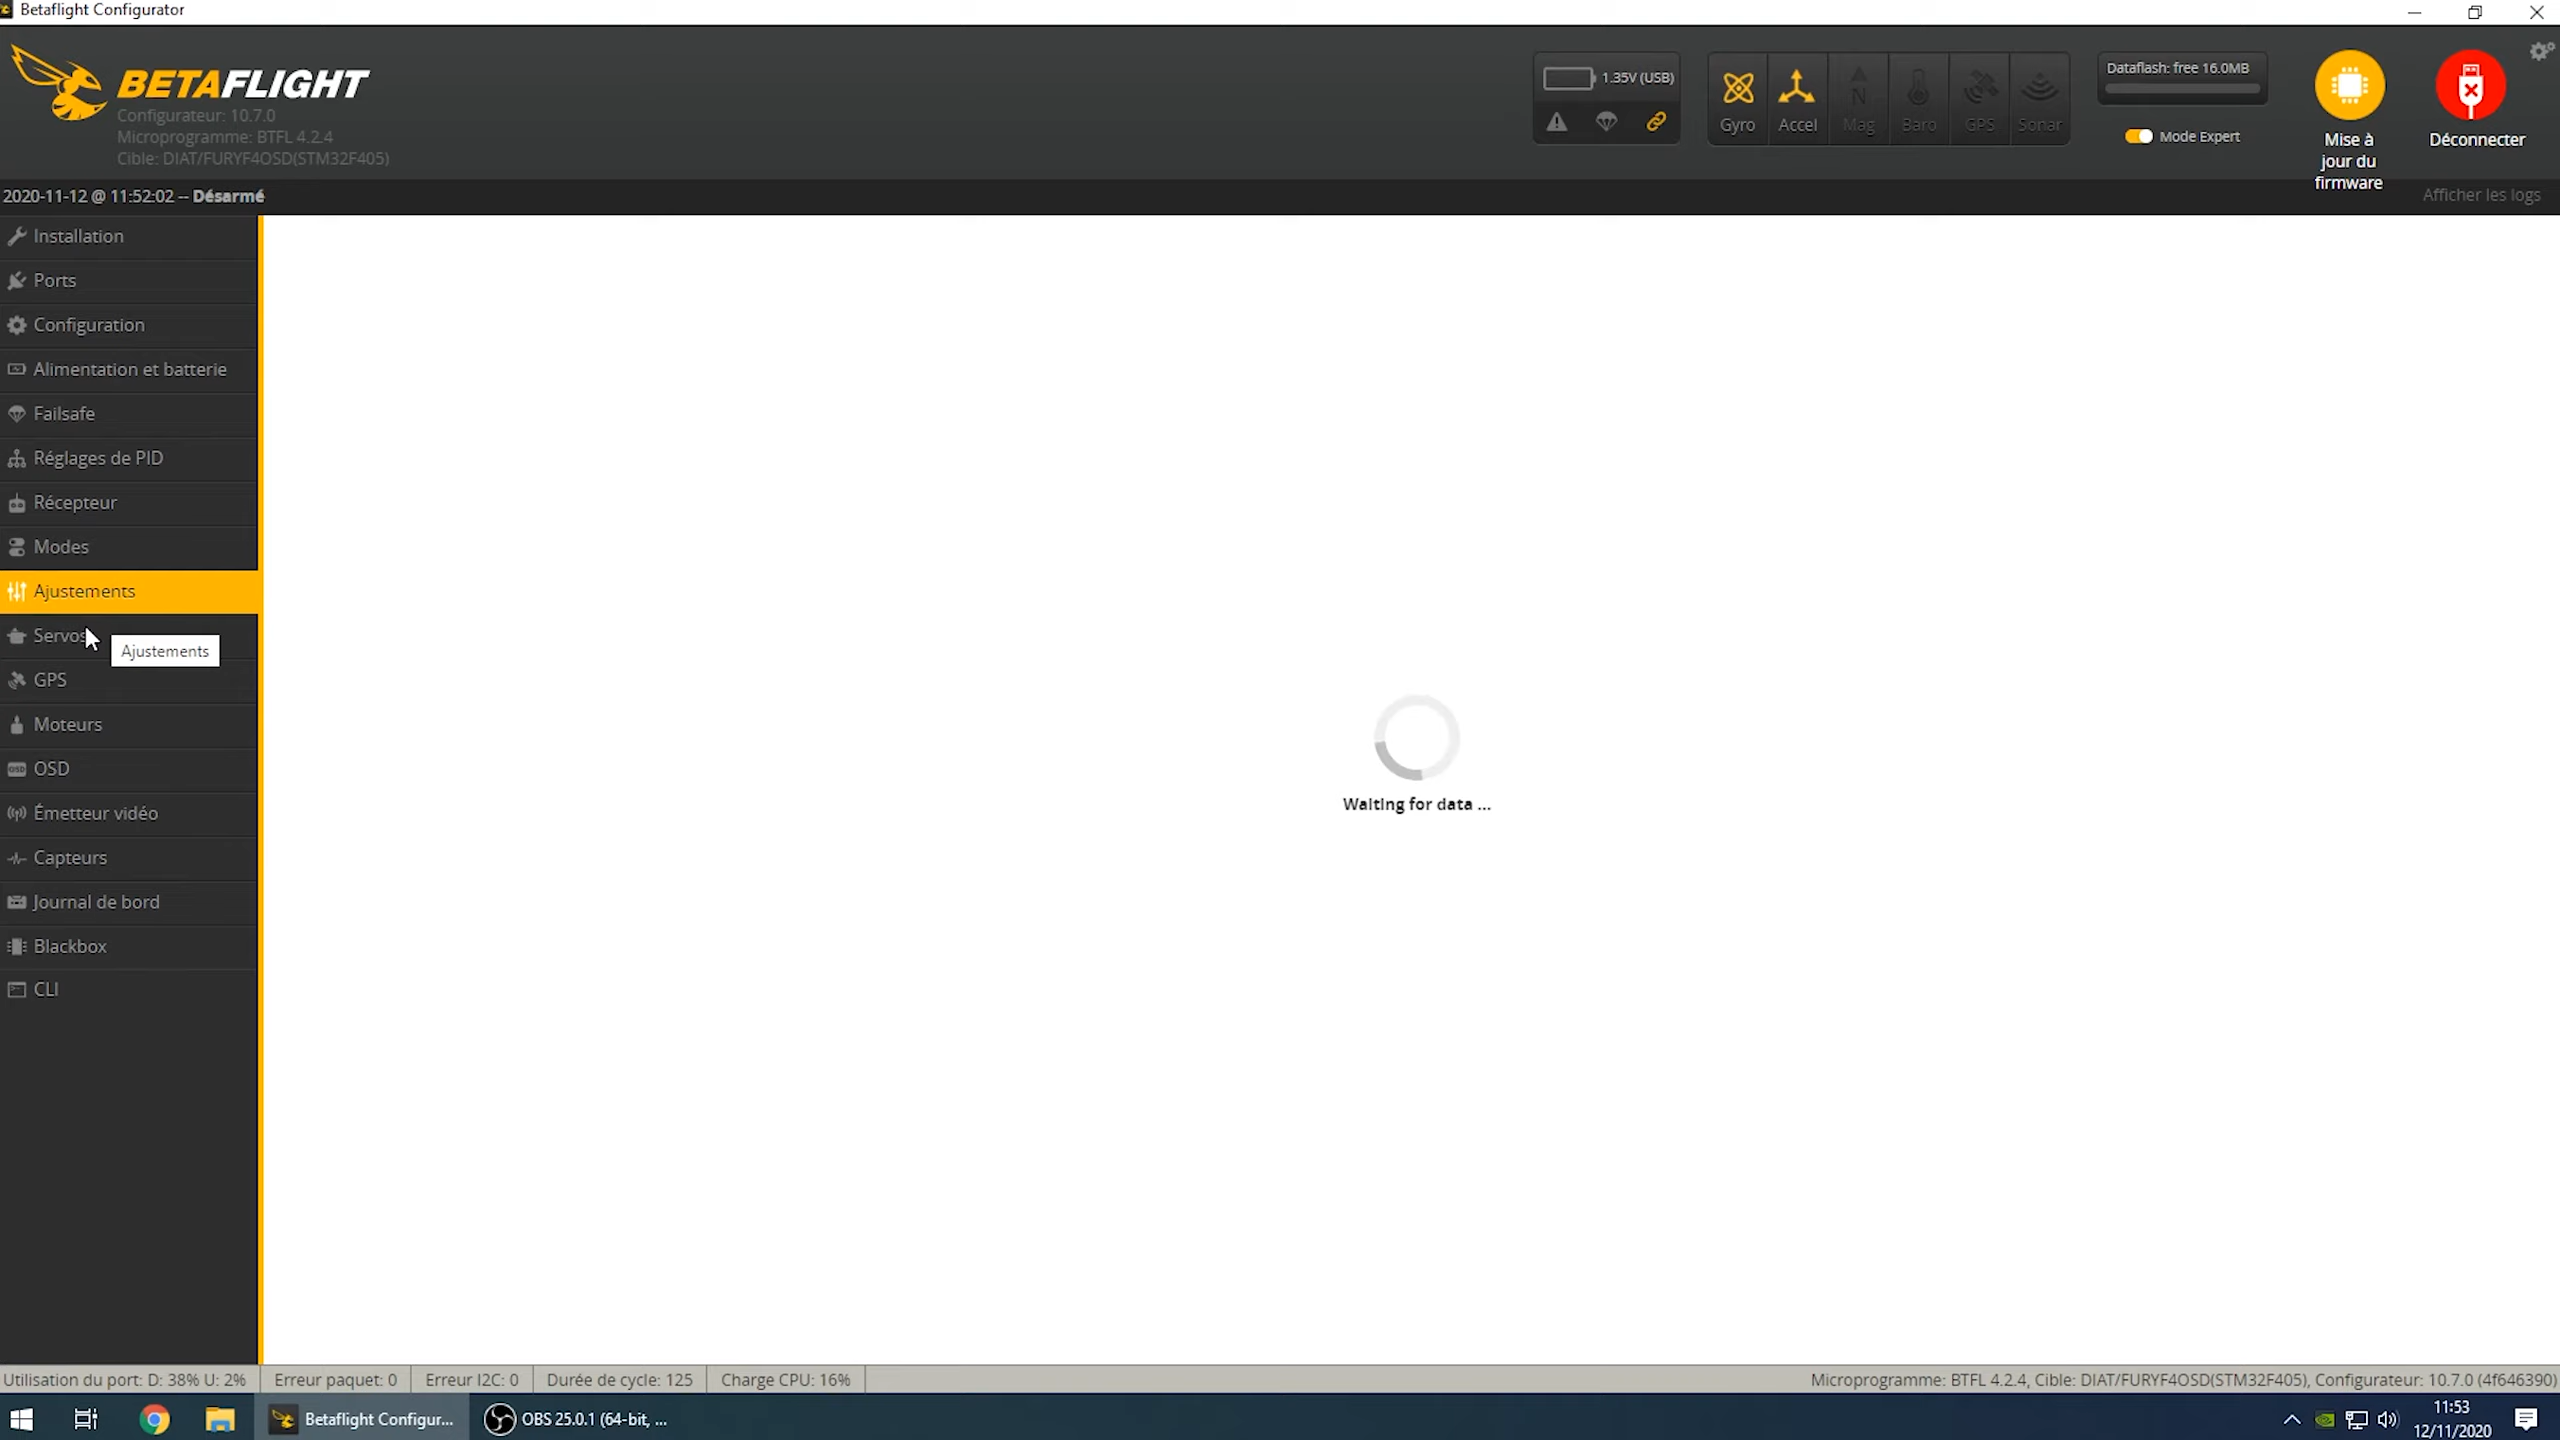 Betaflight Configurator
BETAFLIGHT
Configurateur: 10.7.0
Microprogramme: BTFL 4.2.4
Cible: DIAT/FURYF4OSD(STM32F405)
1.35V (USB)
Gyro
Accel
Mag
Baro
GPS
Sonar
Dataflash: free 16.0MB
Mode Expert
Mise à
jour du
firmware
Déconnecter
2020-11-12 @ 11:52:02 -- Désarmé
Afficher les logs
Installation
Ports
Configuration
Alimentation et batterie
Failsafe
Réglages de PID
Récepteur
Modes
Ajustements
Servos
Ajustements
GPS
Moteurs
OSD
Émetteur vidéo
Capteurs
Journal de bord
Blackbox
CLI
Waiting for data ...
Utilisation du port: D: 38% U: 2%
Erreur paquet: 0
Erreur I2C: 0
Durée de cycle: 125
Charge CPU: 16%
Microprogramme: BTFL 4.2.4, Cible: DIAT/FURYF4OSD(STM32F405), Configurateur: 10.7.0 (4f646390)
Betaflight Configur...
OBS 25.0.1 (64-bit, ...
11:53
12/11/2020